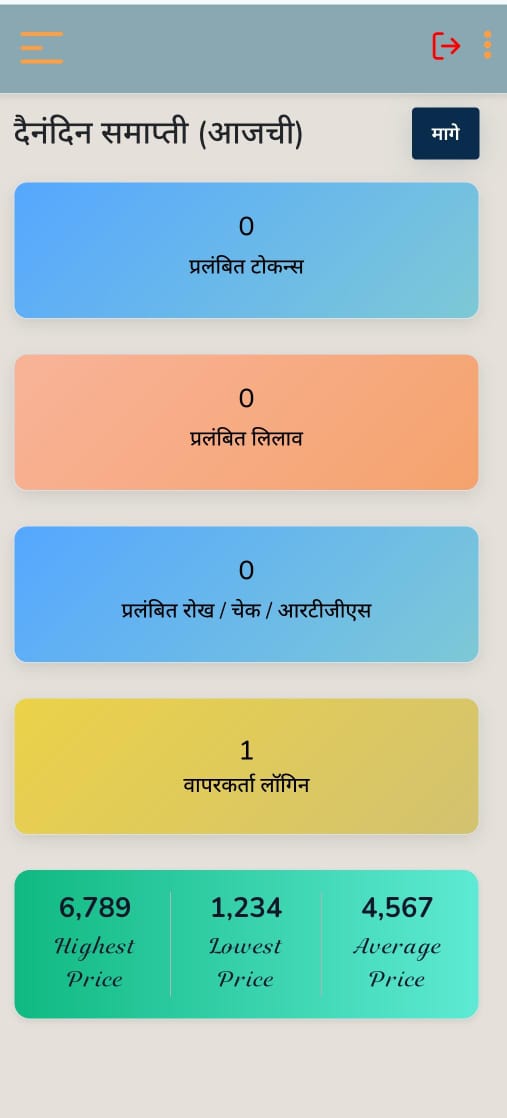 दैनंदिन समाप्ती (आजची)
मागे
0
प्रलंबित टोकन्स
0
प्रलंबित लिलाव
0
प्रलंबित रोख / चेक / आरटीजीएस
1
वापरकर्ता लॉगिन
6,789
Highest
Price
1,234
Lowest
Price
4,567
Average
Price